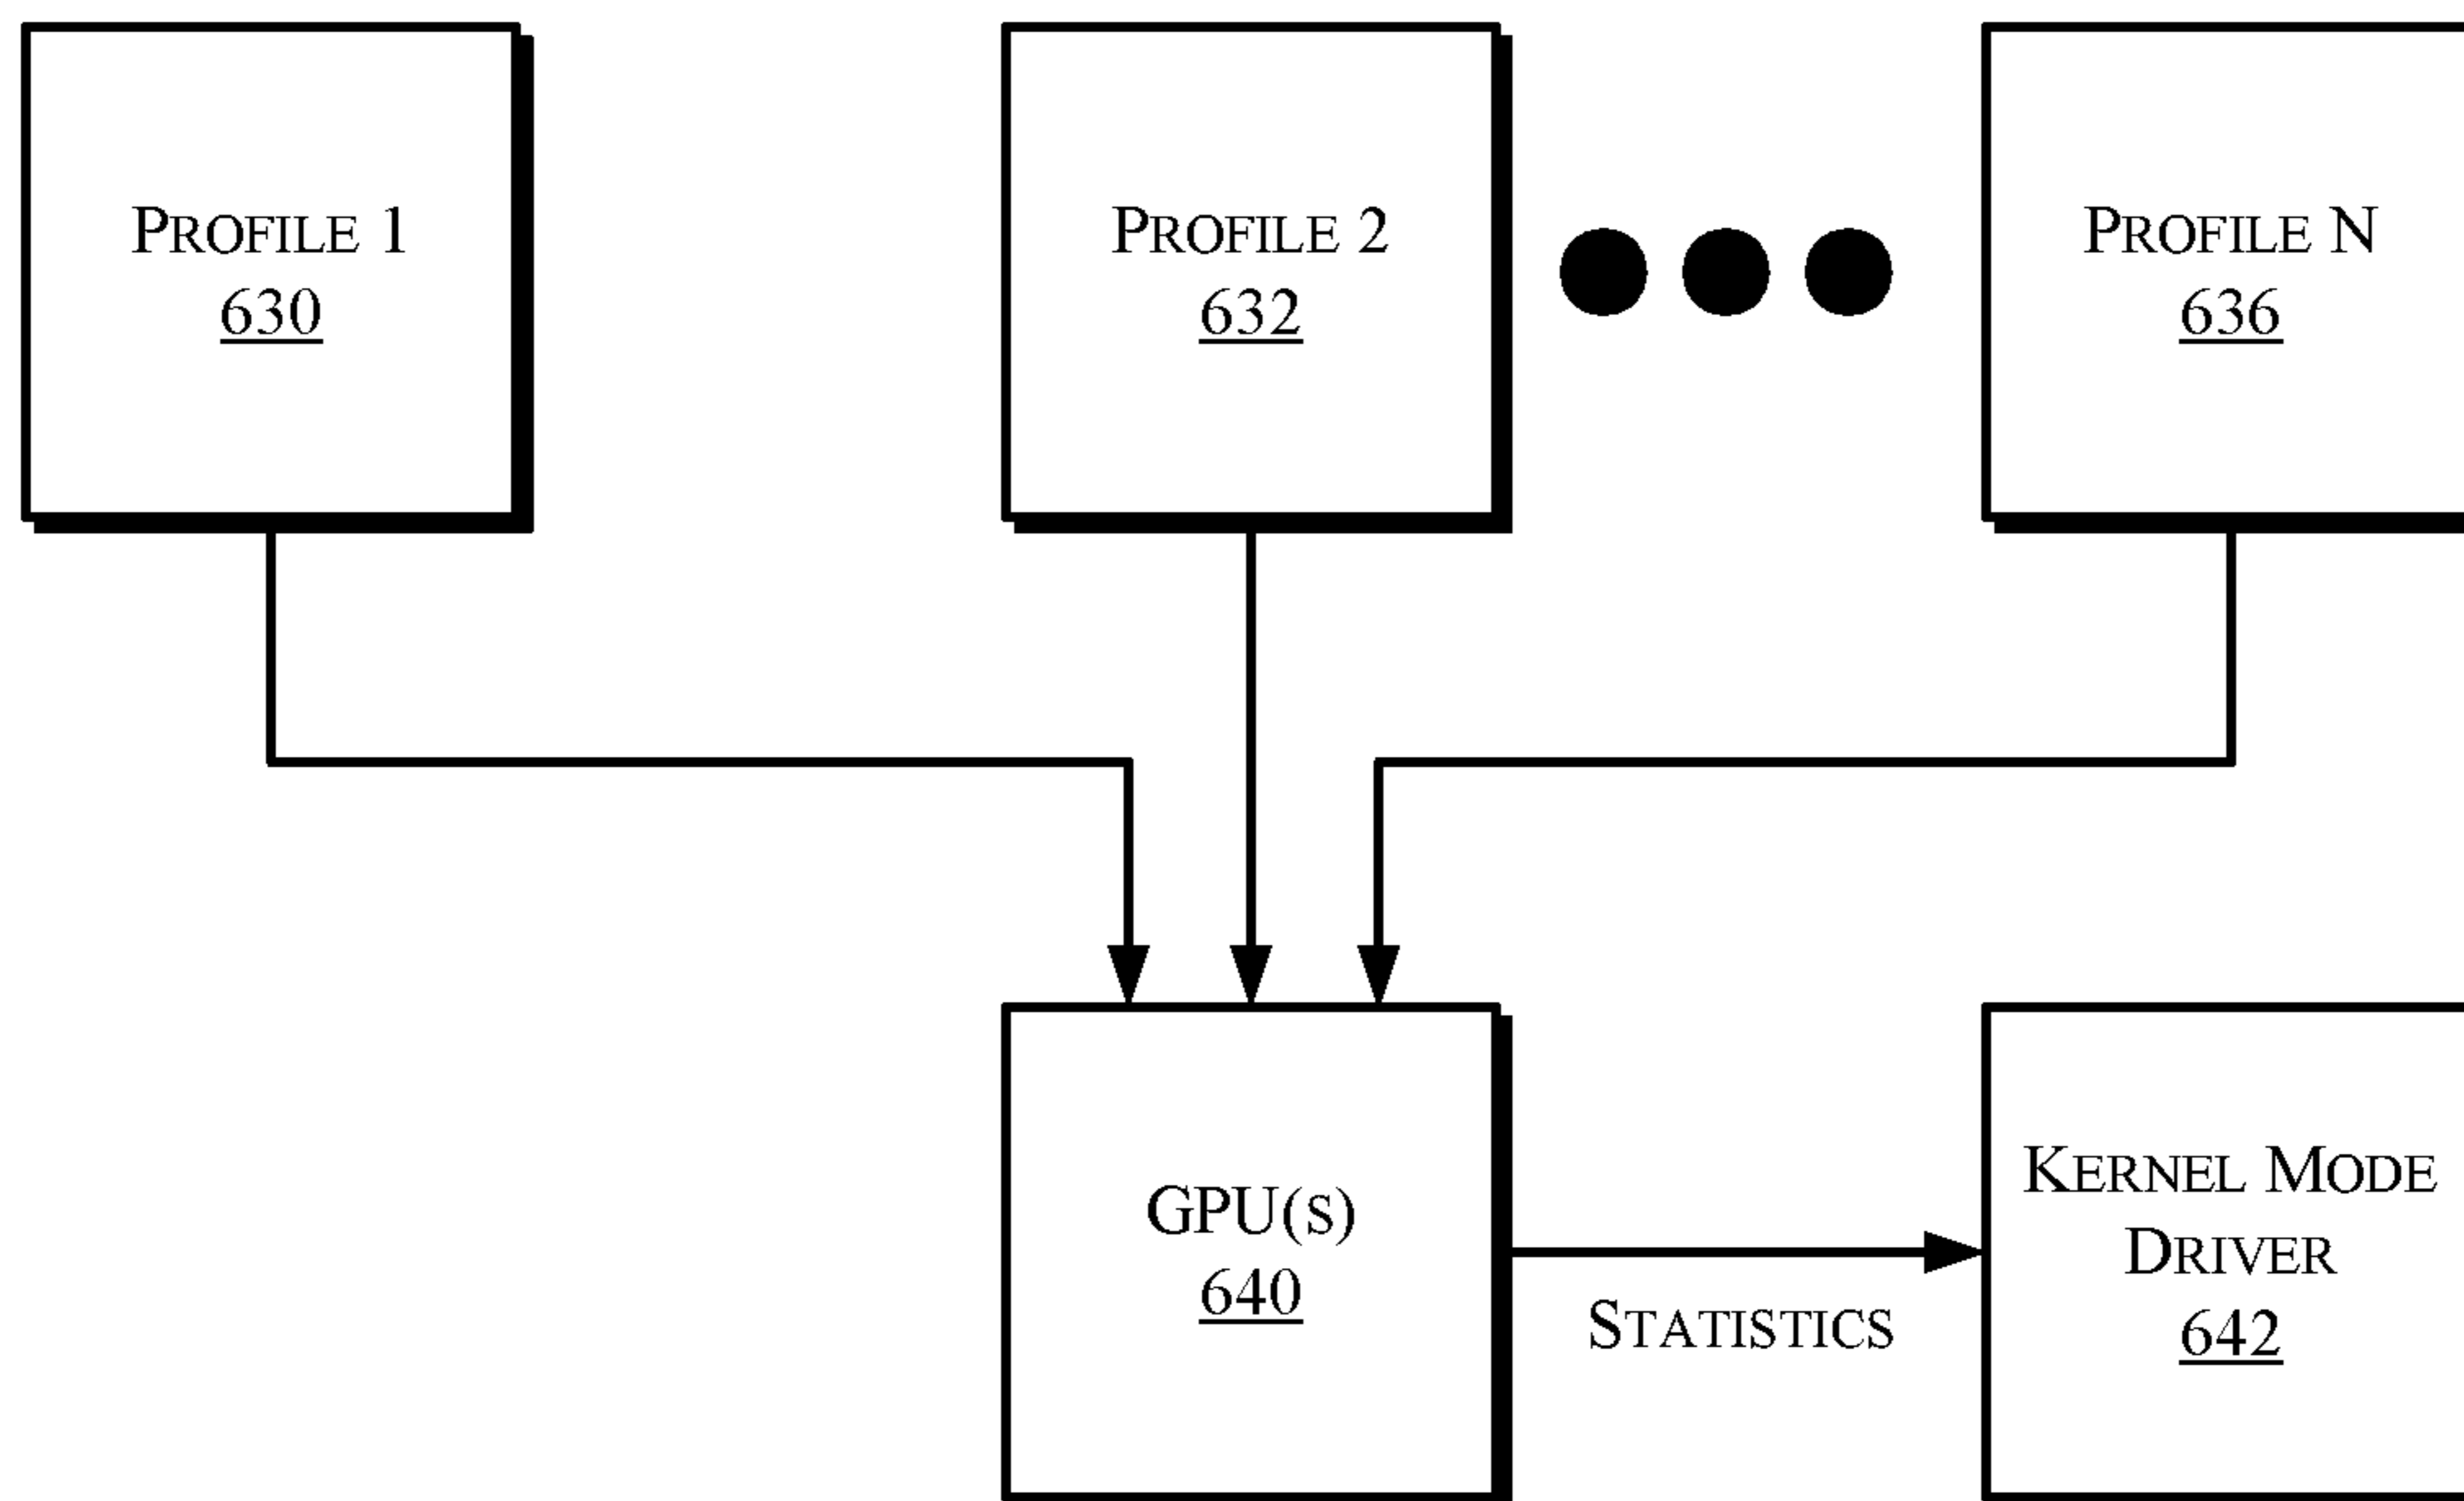 PROFILE 1
630
PROFILE 2
632
PROFILE N
636
GPU(S)
640
STATISTICS
KERNEL MODE
DRIVER
642